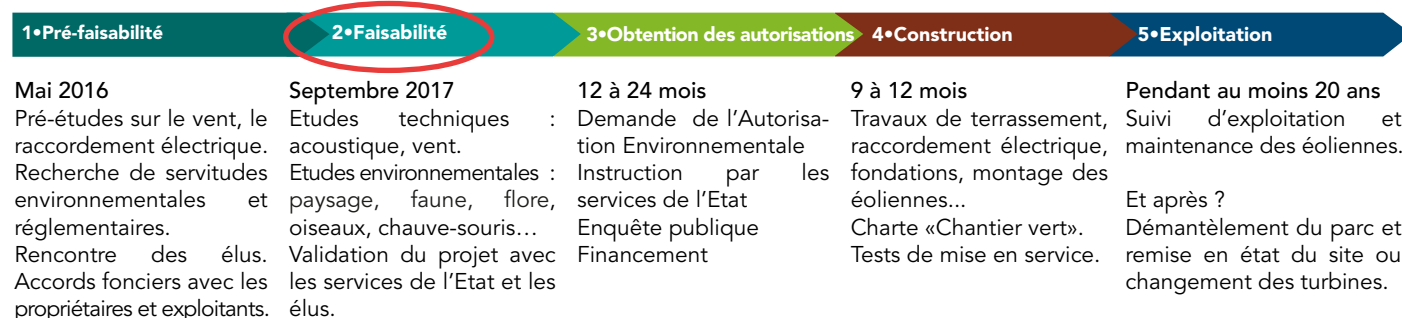 1•Pré-faisabilité
2•Faisabilité
3•Obtention des autorisations
4•Construction
5•Exploitation
Mai 2016
Pré-études sur le vent, le
raccordement électrique.
Recherche de servitudes
environnementales et
réglementaires.
Rencontre des élus.
Accords fonciers avec les
propriétaires et exploitants.
Septembre 2017
Etudes techniques :
acoustique, vent.
Etudes environnementales :
paysage, faune, flore,
oiseaux, chauve-souris…
Validation du projet avec
les services de l'Etat et les
élus.
12 à 24 mois
Demande de l'Autorisa-
tion Environnementale
Instruction par les
services de l'Etat
Enquête publique
Financement
9 à 12 mois
Travaux de terrassement,
raccordement électrique,
fondations, montage des
éoliennes...
Charte «Chantier vert».
Tests de mise en service.
Pendant au moins 20 ans
Suivi d'exploitation et
maintenance des éoliennes.
Et après ?
Démantèlement du parc et
remise en état du site ou
changement des turbines.